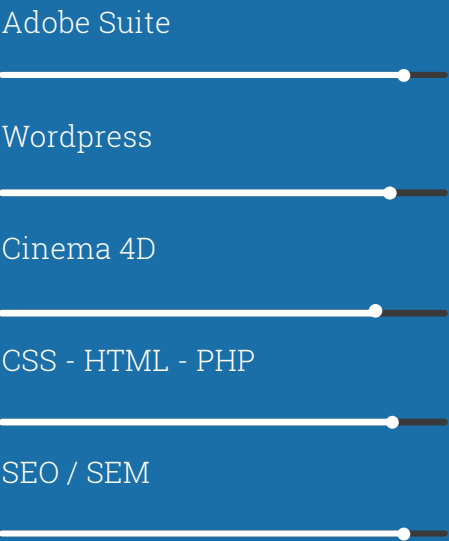 Adobe Suite
Wordpress
Cinema 4D
CSS - HTML - PHP
SEO / SEM